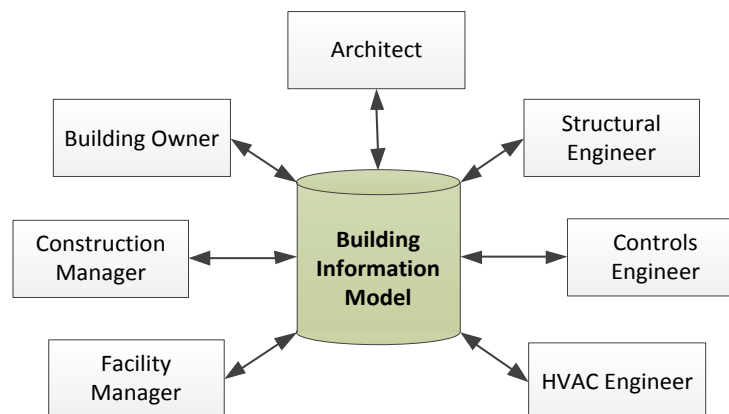 Architect
Building Owner
Structural
Engineer
Construction
Manager
Building
Information
Model
Controls
Engineer
Facility
Manager
HVAC Engineer